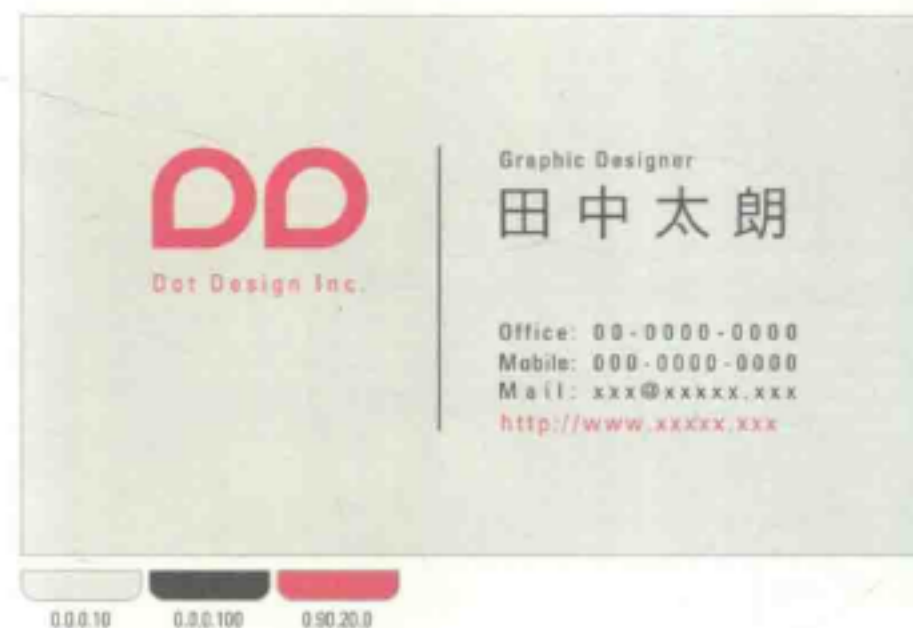 Dot Design Inc.
Graphic Designer
田中太朗
Office: 00-0000-0000
Mobile: 000-0000-0000
Mail: xxx@xxxxx.xxx
http://www.xxxxx.xxx
0.0.0.10
0.0.0.100
0.90.20.0